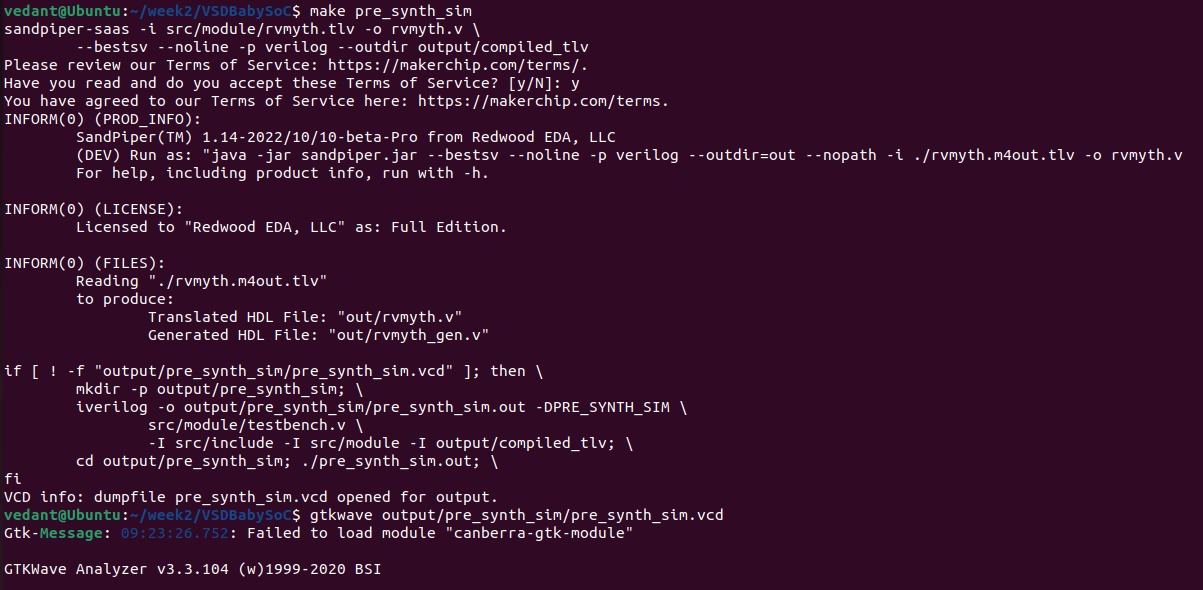 vedant@Ubuntu:~/week2/VSDBabySoC$ make pre_synth_sim
sandpiper-saas -i src/module/rvmyth.tlv -o rvmyth.v \
        --bestsv --noline -p verilog --outdir output/compiled_tlv
Please review our Terms of Service: https://makerchip.com/terms/.
Have you read and do you accept these Terms of Service? [y/N]: y
You have agreed to our Terms of Service here: https://makerchip.com/terms.
INFORM(0) (PROD_INFO):
        SandPiper(TM) 1.14-2022/10/10-beta-Pro from Redwood EDA, LLC
        (DEV) Run as: "java -jar sandpiper.jar --bestsv --noline -p verilog --outdir=out --nopath -i ./rvmyth.m4out.tlv -o rvmyth.v
        For help, including product info, run with -h.

INFORM(0) (LICENSE):
        Licensed to "Redwood EDA, LLC" as: Full Edition.

INFORM(0) (FILES):
        Reading "./rvmyth.m4out.tlv"
        to produce:
                Translated HDL File: "out/rvmyth.v"
                Generated HDL File: "out/rvmyth_gen.v"

if [ ! -f "output/pre_synth_sim/pre_synth_sim.vcd" ]; then \
        mkdir -p output/pre_synth_sim; \
        iverilog -o output/pre_synth_sim/pre_synth_sim.out -DPRE_SYNTH_SIM \
                src/module/testbench.v \
                -I src/include -I src/module -I output/compiled_tlv; \
        cd output/pre_synth_sim; ./pre_synth_sim.out; \
fi
VCD info: dumpfile pre_synth_sim.vcd opened for output.
vedant@Ubuntu:~/week2/VSDBabySoC$ gtkwave output/pre_synth_sim/pre_synth_sim.vcd
Gtk-Message: 09:23:26.752: Failed to load module "canberra-gtk-module"

GTKWave Analyzer v3.3.104 (w)1999-2020 BSI